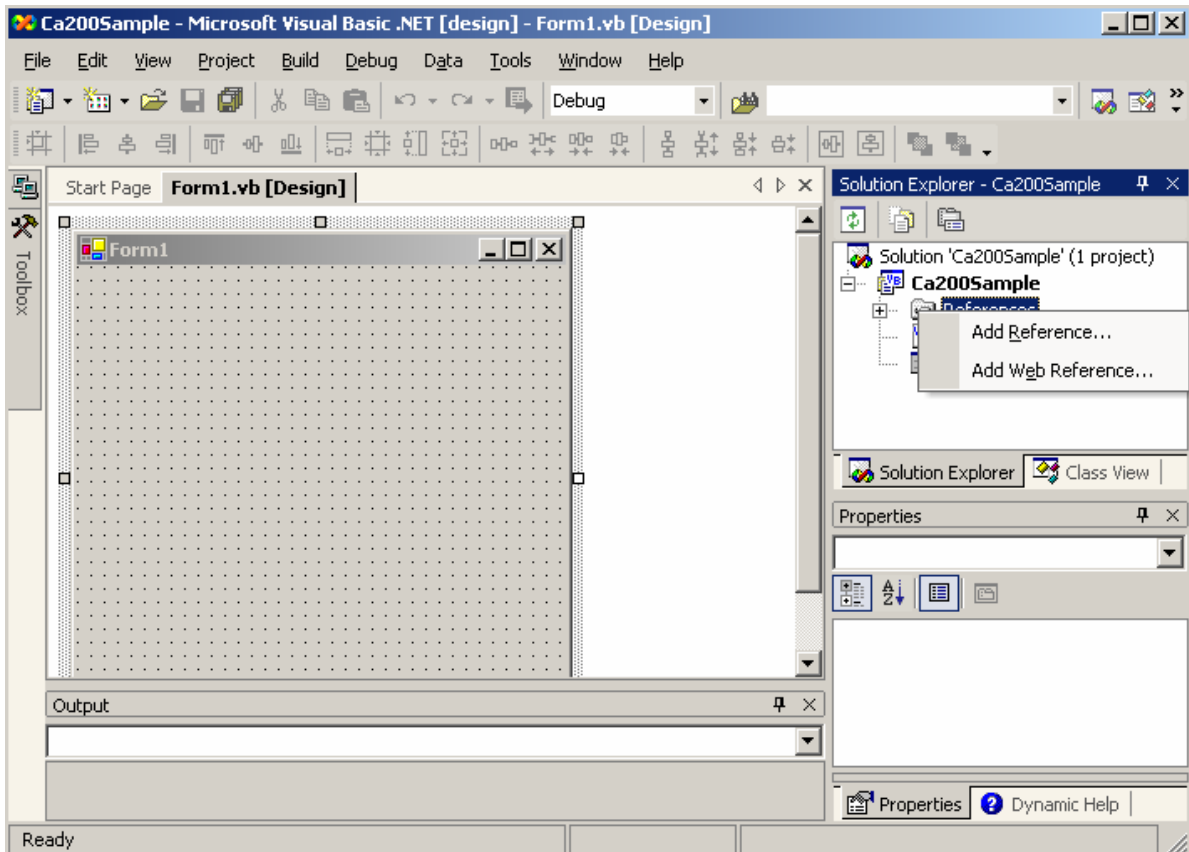 Ca200Sample - Microsoft Visual Basic .NET [design] - Form1.vb [Design]
File Edit View Project Build Debug Data Tools Window Help
Debug
Start Page Form1.vb [Design]
Solution Explorer - Ca200Sample
Toolbox
Form1
Solution 'Ca200Sample' (1 project)
Ca200Sample
References
Add Reference...
Add Web Reference...
Solution Explorer Class View
Properties
Output
Properties Dynamic Help
Ready